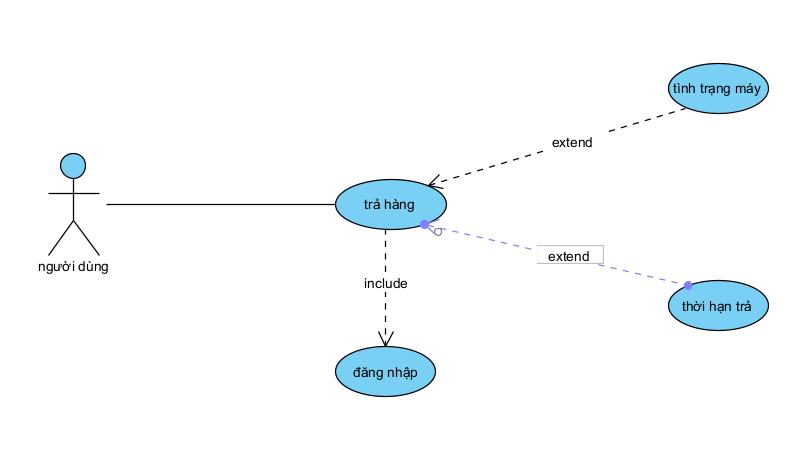 tình trạng máy
extend
trả hàng
extend
người dùng
include
thời hạn trả
đăng nhập